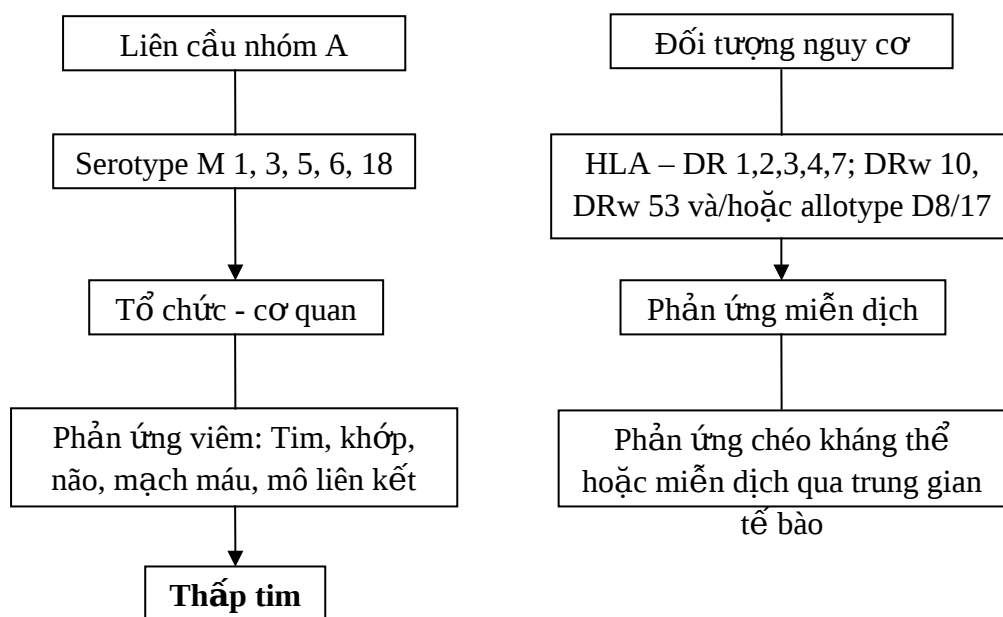 Liên cầu nhóm A
Đối tượng nguy cơ
Serotype M 1, 3, 5, 6, 18
HLA – DR 1,2,3,4,7; DRw 10,
DRw 53 và/hoặc allotype D8/17
Tổ chức - cơ quan
Phản ứng miễn dịch
Phản ứng viêm: Tim, khớp,
não, mạch máu, mô liên kết
Phản ứng chéo kháng thể
hoặc miễn dịch qua trung gian
tế bào
Thấp tim